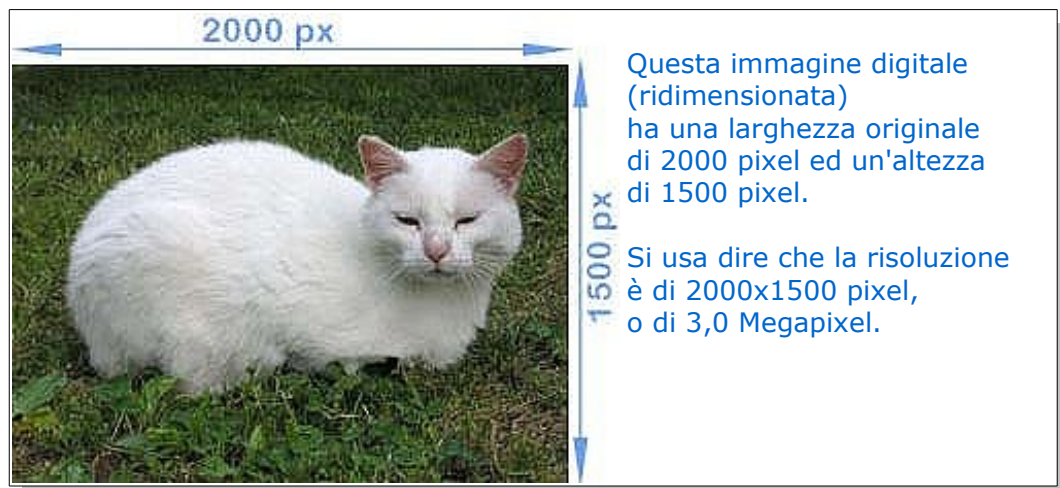 2000 px
1500 px
Questa immagine digitale
(ridimensionata)
ha una larghezza originale
di 2000 pixel ed un'altezza
di 1500 pixel.
Si usa dire che la risoluzione
è di 2000x1500 pixel,
o di 3,0 Megapixel.